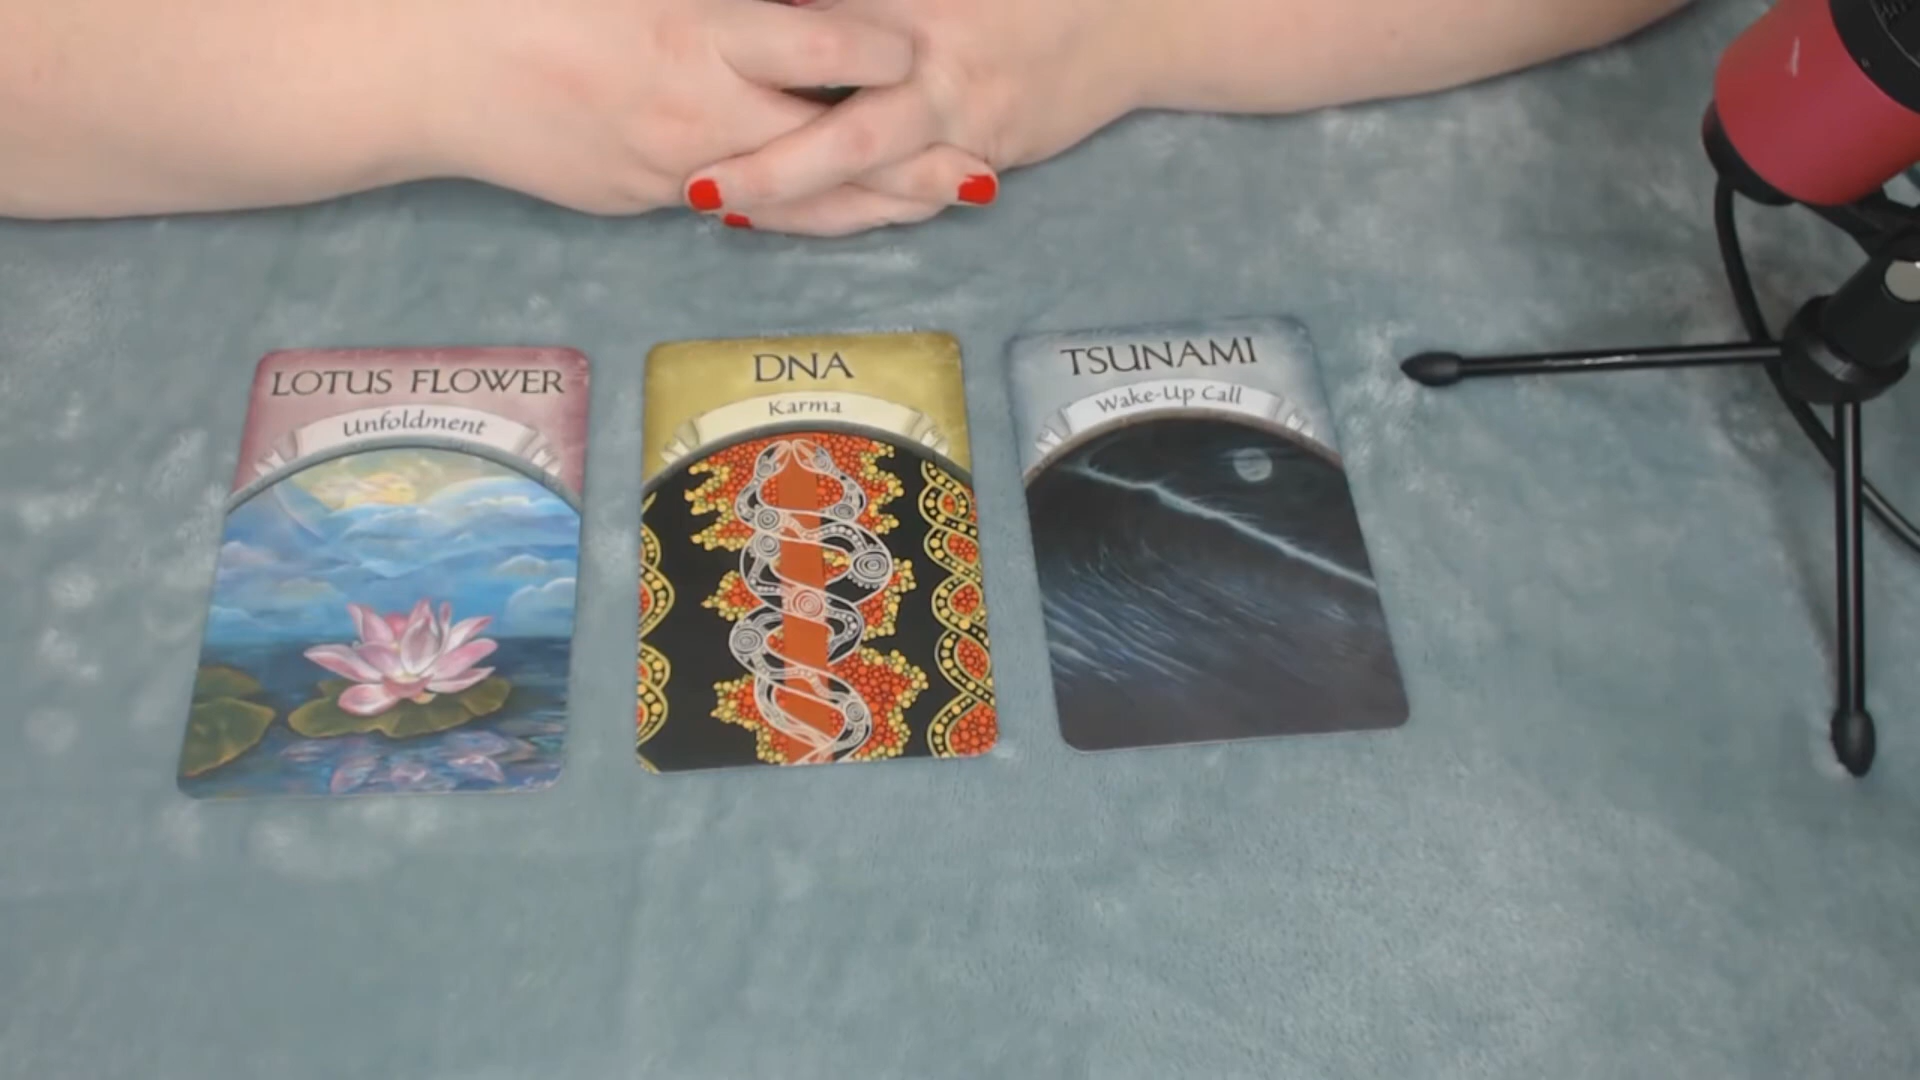 LOTUS FLOWER
Unfoldment
DNA
Karma
TSUNAMI
Wake-Up Call